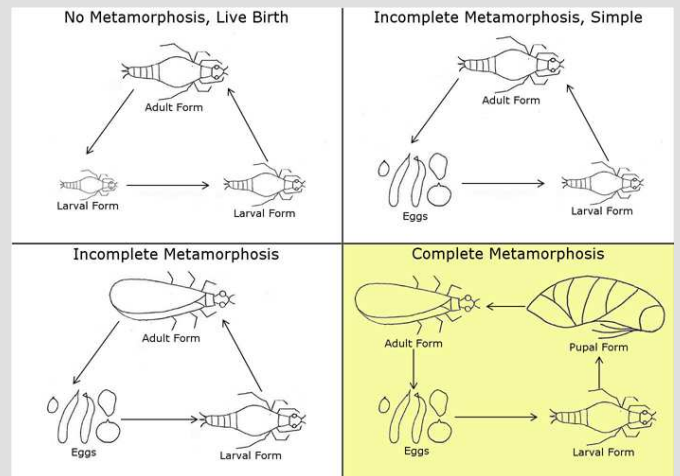 No Metamorphosis, Live Birth
Adult Form
Larval Form
Larval Form
Incomplete Metamorphosis, Simple
Adult Form
Eggs
Larval Form
Incomplete Metamorphosis
Adult Form
Eggs
Larval Form
Complete Metamorphosis
Adult Form
Pupal Form
Eggs
Larval Form